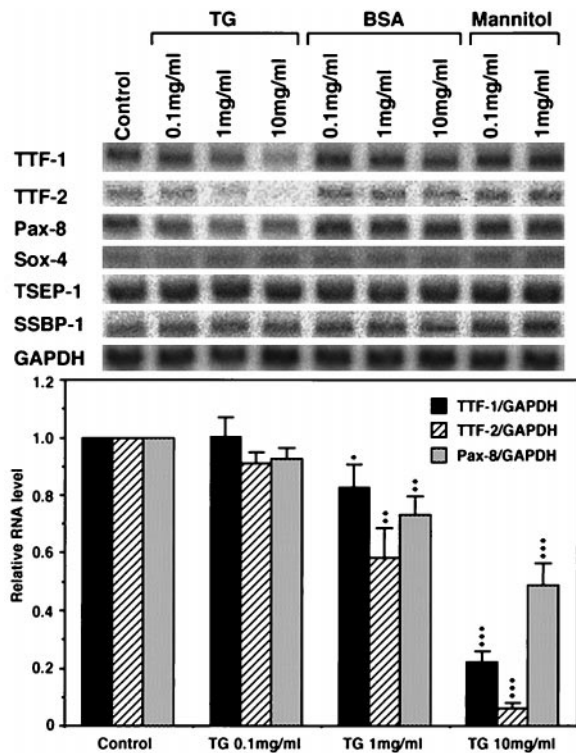 TG BSA Mannitol
Control 0.1mg/ml 1mg/ml 10mg/ml 0.1mg/ml 1mg/ml 10mg/ml 0.1mg/ml 1mg/ml
TTF-1
TTF-2
Pax-8
Sox-4
TSEP-1
SSBP-1
GAPDH
Relative RNA level
1.2
1.0
0.8
0.6
0.4
0.2
0
TTF-1/GAPDH
TTF-2/GAPDH
Pax-8/GAPDH
Control TG 0.1mg/ml TG 1mg/ml TG 10mg/ml